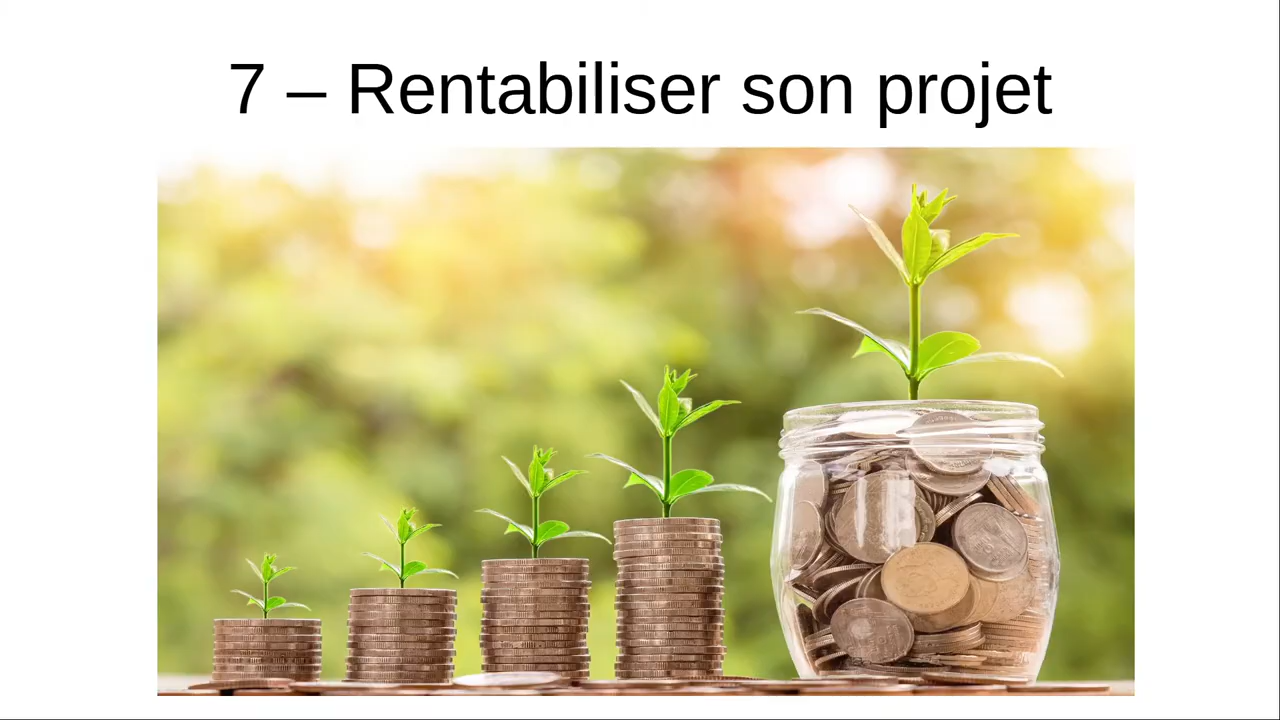 7 – Rentabiliser son projet